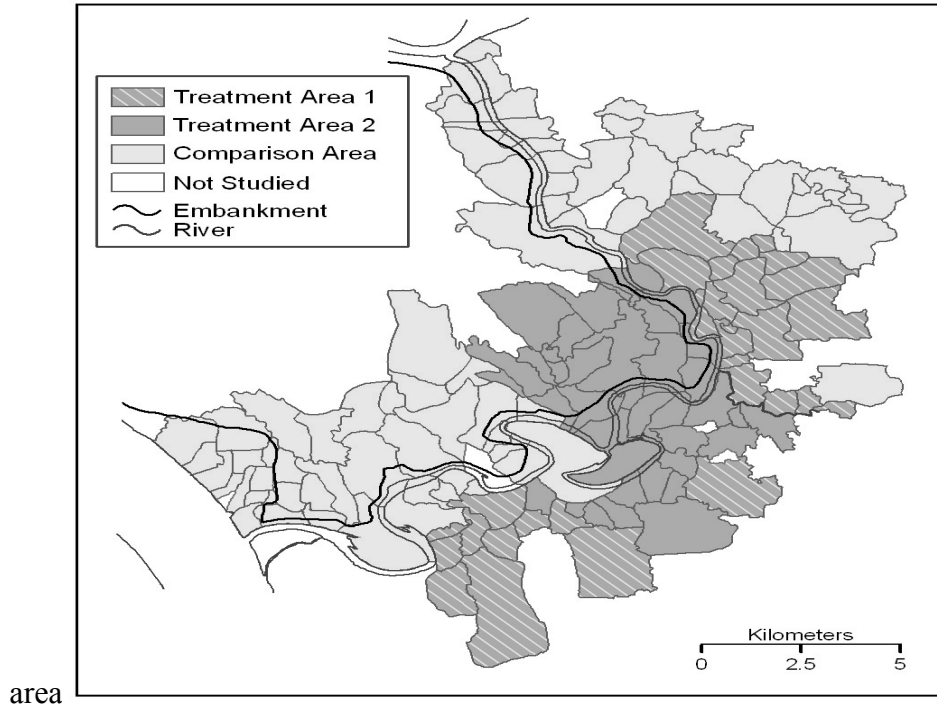 Treatment Area 1
Treatment Area 2
Comparison Area
Not Studied
Embankment
River
Kilometers
0 2.5 5
area